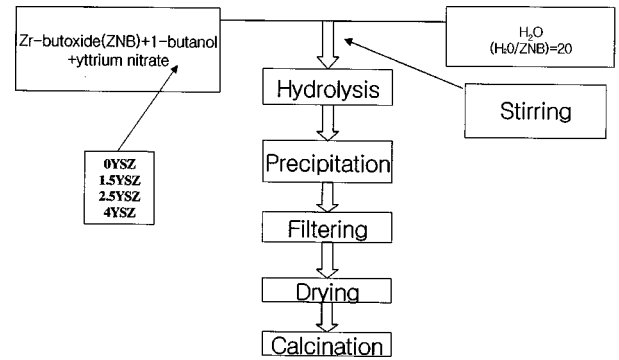 Zr-butoxide(ZNB)+1-butanol
+yttrium nitrate
H₂O
(H₂O/ZNB)=20
Hydrolysis
Stirring
Precipitation
0YSZ
1.5YSZ
2.5YSZ
4YSZ
Filtering
Drying
Calcination